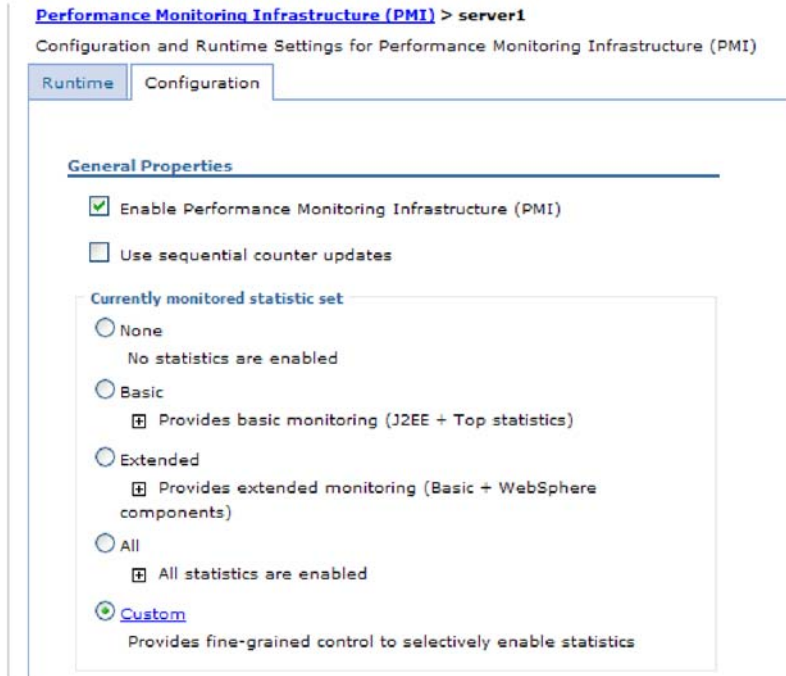 Performance Monitoring Infrastructure (PMI) > server1
Configuration and Runtime Settings for Performance Monitoring Infrastructure (PMI)
Runtime Configuration
General Properties
Enable Performance Monitoring Infrastructure (PMI)
Use sequential counter updates
Currently monitored statistic set
None
No statistics are enabled
Basic
Provides basic monitoring (J2EE + Top statistics)
Extended
Provides extended monitoring (Basic + WebSphere
components)
All
All statistics are enabled
Custom
Provides fine-grained control to selectively enable statistics